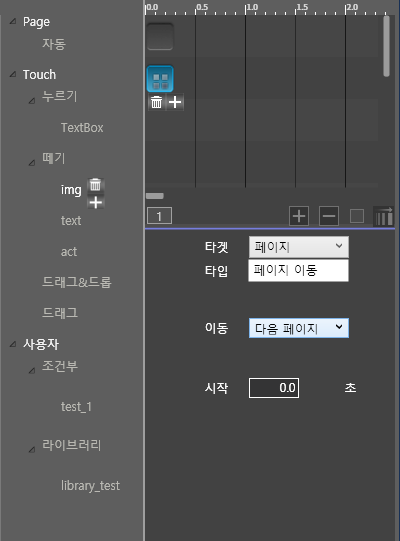 Page
자동
Touch
누르기
TextBox
떼기
img
text
act
드래그&드롭
드래그
사용자
조건부
test_1
라이브러리
library_test
0.0 0.5 1.0 1.5 2.0
1
타겟 페이지
타입 페이지 이동
이동 다음 페이지
시작 0.0 초